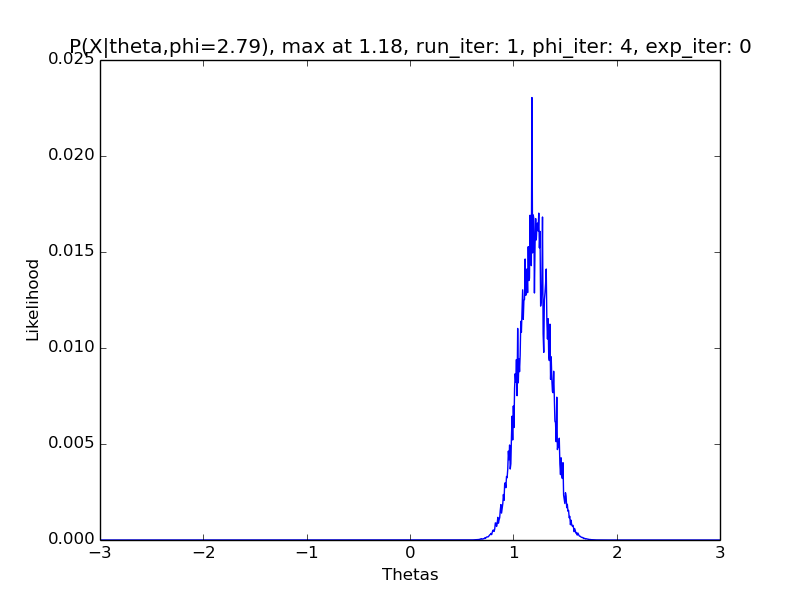 P(X|theta,phi=2.79), max at 1.18, run_iter: 1, phi_iter: 4, exp_iter: 0
0.025
0.020
0.015
0.010
0.005
0.000
Likelihood
−3 −2 −1 0 1 2 3
Thetas